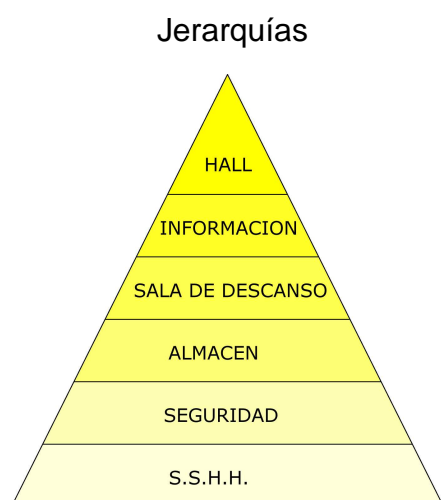 Jerarquías
HALL
INFORMACION
SALA DE DESCANSO
ALMACEN
SEGURIDAD
S.S.H.H.